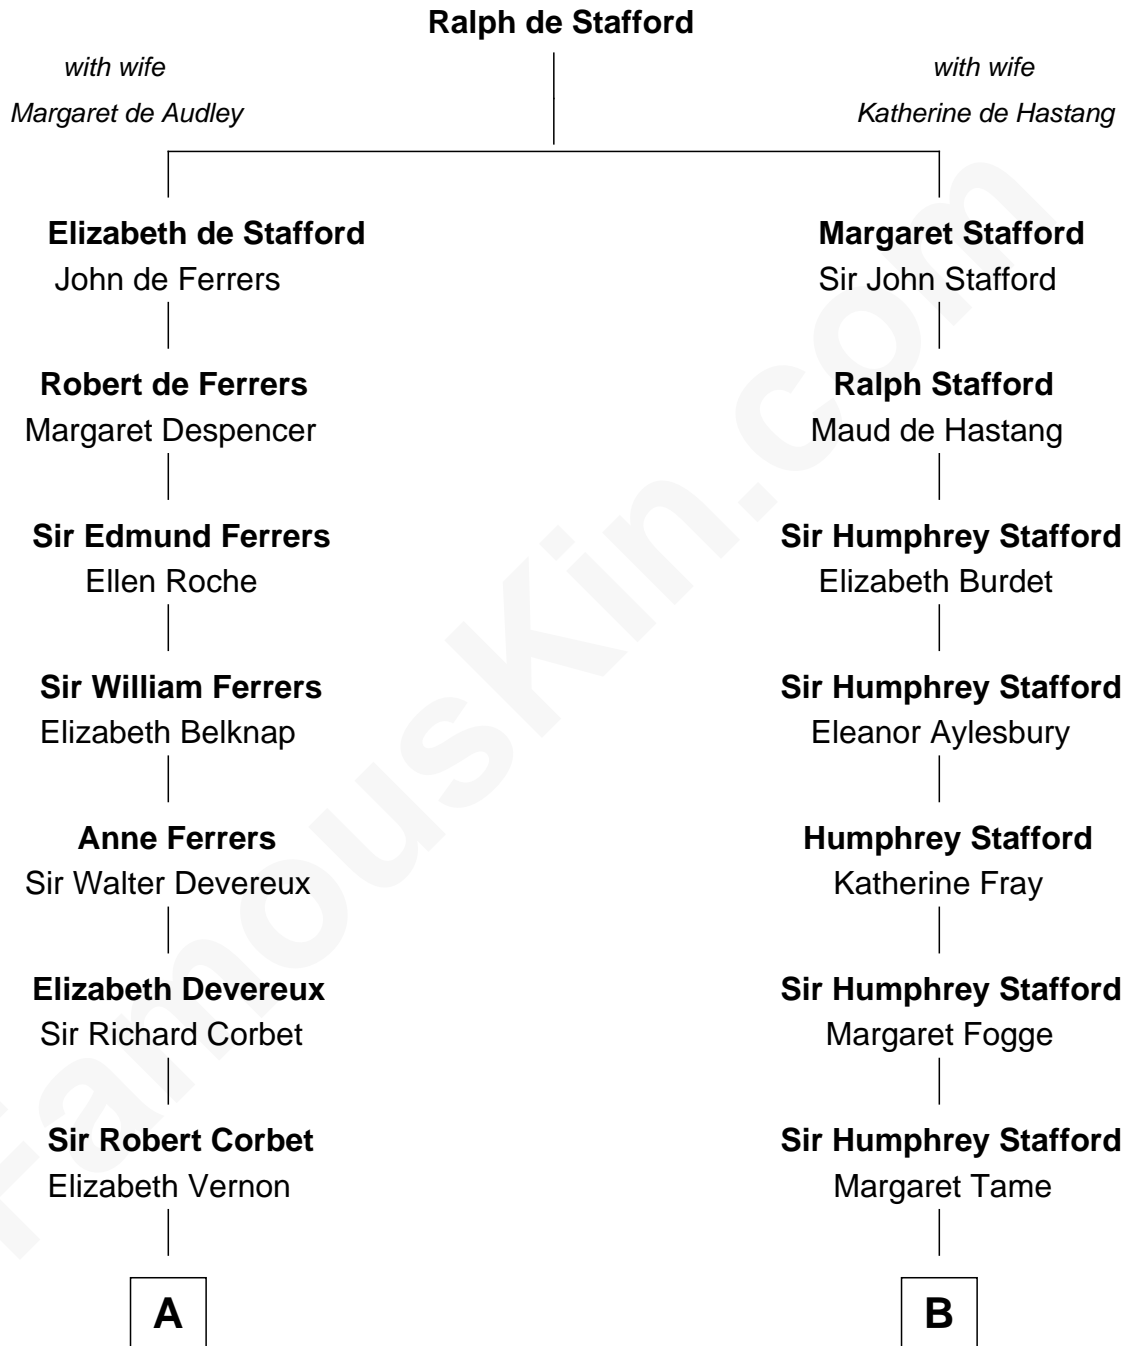 Ralph de Stafford
with wife
Margaret de Audley
with wife
Katherine de Hastang
Elizabeth de Stafford
John de Ferrers
Margaret Stafford
Sir John Stafford
Robert de Ferrers
Margaret Despencer
Ralph Stafford
Maud de Hastang
Sir Edmund Ferrers
Ellen Roche
Sir Humphrey Stafford
Elizabeth Burdet
Sir William Ferrers
Elizabeth Belknap
Sir Humphrey Stafford
Eleanor Aylesbury
Anne Ferrers
Sir Walter Devereux
Humphrey Stafford
Katherine Fray
Elizabeth Devereux
Sir Richard Corbet
Sir Humphrey Stafford
Margaret Fogge
Sir Robert Corbet
Elizabeth Vernon
Sir Humphrey Stafford
Margaret Tame
A
B
FamousKin.com